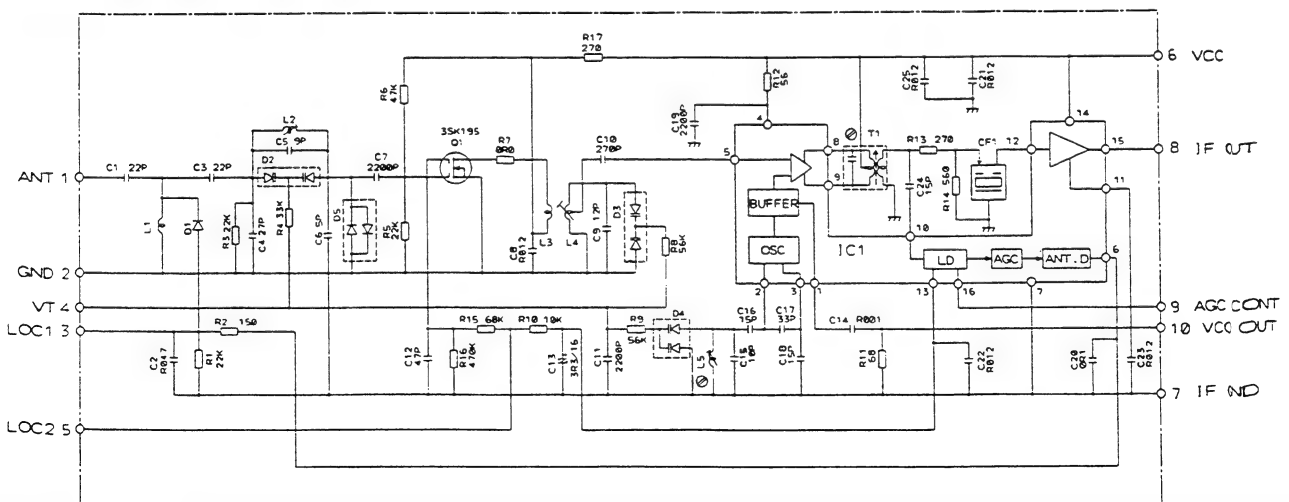 R17
270
6 VCC
R6
47K
R12
56
C25
R012
C21
R012
C19
2200P
L2
C5 9P
3SK195
Q1
R7
0R0
C10
270P
4
5
8
9
T1
R13 270
CF1
12
14
15
8 IF OUT
11
C1 22P
C3 22P
D2
C7
2200P
ANT 1
L1
D1
R3 22K
C4 27P
R4 33K
C6 5P
D5
R5
22K
C8
R012
L3
L4
C9 12P
D3
R8
56K
BUFFER
OSC
IC1
C24
15P
R14 560
10
LD
AGC
ANT.D
6
GND 2
2
3
1
13
16
7
VT 4
9 AGC CONT
LOC1 3
R2 150
C2
R047
R1
22K
C12
47P
R15 68K
R16
470K
R10 10K
C13
3R3/16
C11
2200P
R9
56K
D4
L5
C16
15P
C17
33P
C15
10P
C18
15P
C14 R001
R11
68
C22
R012
C20
0R1
C23
R012
10 VCC OUT
7 IF GND
LOC2 5